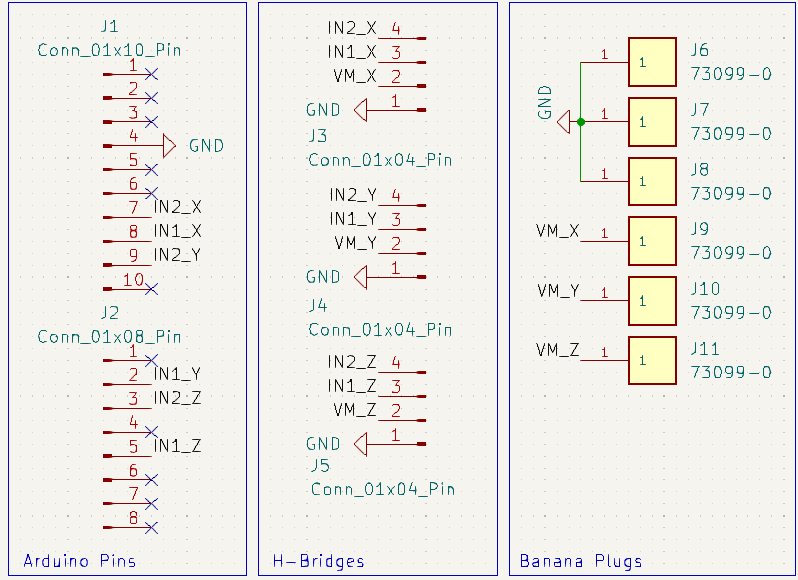 J1
Conn_01x10_Pin
1
2
3
4 GND
5
6
7 IN2_X
8 IN1_X
9 IN2_Y
10
J2
Conn_01x08_Pin
1
2 IN1_Y
3 IN2_Z
4
5 IN1_Z
6
7
8
Arduino Pins
IN2_X 4
IN1_X 3
VM_X 2
GND 1
J3
Conn_01x04_Pin
IN2_Y 4
IN1_Y 3
VM_Y 2
GND 1
J4
Conn_01x04_Pin
IN2_Z 4
IN1_Z 3
VM_Z 2
GND 1
J5
Conn_01x04_Pin
H-Bridges
GND
1 1 J6
73099-0
1 1 J7
73099-0
1 1 J8
73099-0
VM_X 1 1 J9
73099-0
VM_Y 1 1 J10
73099-0
VM_Z 1 1 J11
73099-0
Banana Plugs